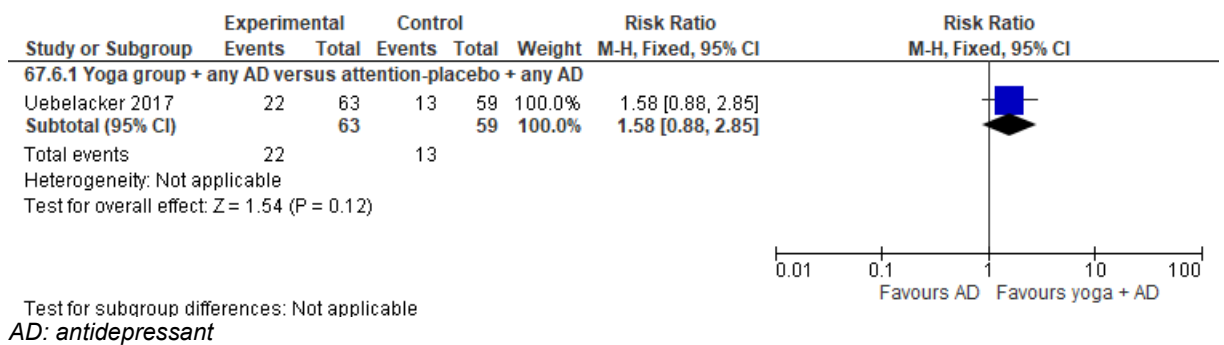 Experimental Control Risk Ratio Risk Ratio
Study or Subgroup Events Total Events Total Weight M-H, Fixed, 95% CI M-H, Fixed, 95% CI
67.6.1 Yoga group + any AD versus attention-placebo + any AD
Uebelacker 2017 22 63 13 59 100.0% 1.58 [0.88, 2.85]
Subtotal (95% CI) 63 59 100.0% 1.58 [0.88, 2.85]
Total events 22 13
Heterogeneity: Not applicable
Test for overall effect: Z = 1.54 (P = 0.12)
0.01 0.1 1 10 100
Favours AD Favours yoga + AD
Test for subgroup differences: Not applicable
AD: antidepressant